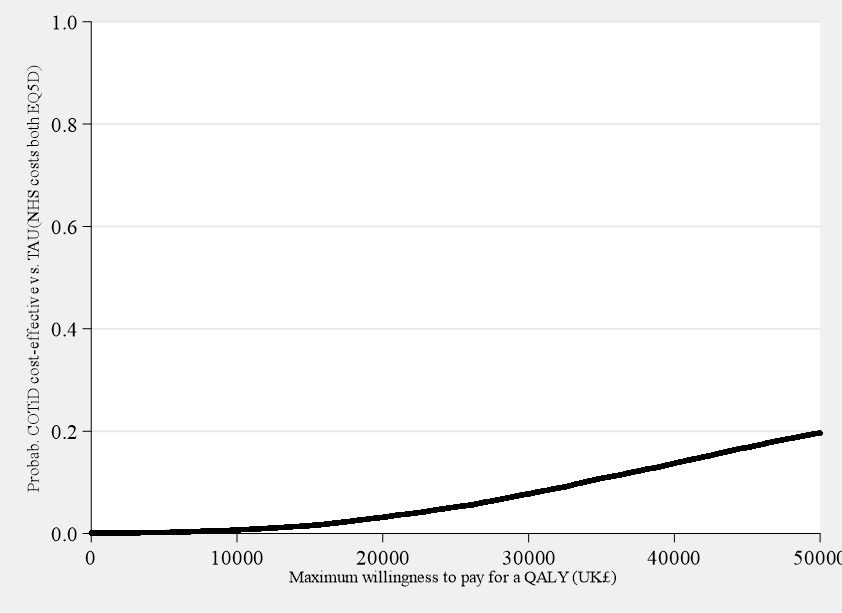 1.0
0.8
0.6
0.4
0.2
0.0
Probab. COTiD cost-effective vs. TAU(NHS costs both EQ5D)
0 10000 20000 30000 40000 50000
Maximum willingness to pay for a QALY (UK£)